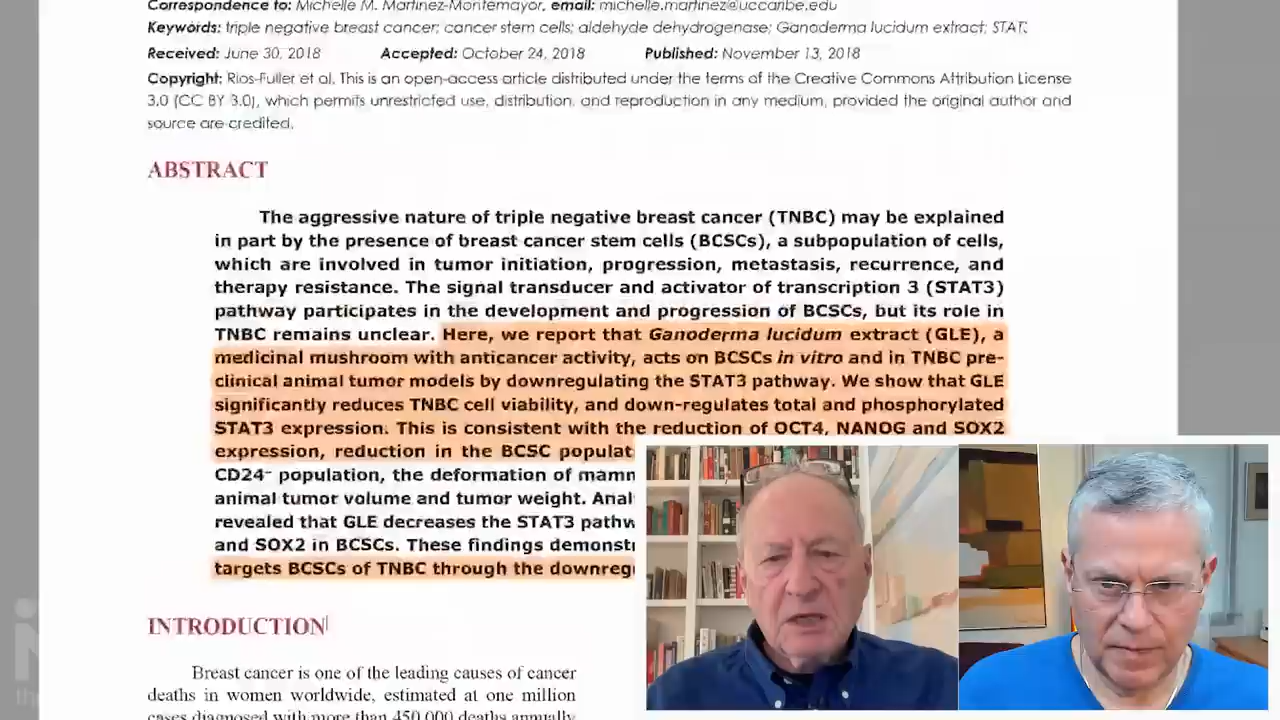 Correspondence to: Michelle M. Martinez-Montemayor, email: michelle.martinez@uccaribe.edu
Keywords: triple negative breast cancer; cancer stem cells; aldehyde dehydrogenase; Ganoderma lucidum extract; STAT
Received: June 30, 2018 Accepted: October 24, 2018 Published: November 13, 2018
Copyright: Rios-Fuller et al. This is an open-access article distributed under the terms of the Creative Commons Attribution License
3.0 (CC BY 3.0), which permits unrestricted use, distribution, and reproduction in any medium, provided the original author and
source are credited.
ABSTRACT
The aggressive nature of triple negative breast cancer (TNBC) may be explained
in part by the presence of breast cancer stem cells (BCSCs), a subpopulation of cells,
which are involved in tumor initiation, progression, metastasis, recurrence, and
therapy resistance. The signal transducer and activator of transcription 3 (STAT3)
pathway participates in the development and progression of BCSCs, but its role in
TNBC remains unclear. Here, we report that Ganoderma lucidum extract (GLE), a
medicinal mushroom with anticancer activity, acts on BCSCs in vitro and in TNBC pre-
clinical animal tumor models by downregulating the STAT3 pathway. We show that GLE
significantly reduces TNBC cell viability, and down-regulates total and phosphorylated
STAT3 expression. This is consistent with the reduction of OCT4, NANOG and SOX2
expression, reduction in the BCSC populat
CD24⁻ population, the deformation of mamm
animal tumor volume and tumor weight. Anal
revealed that GLE decreases the STAT3 pathw
and SOX2 in BCSCs. These findings demonstr
targets BCSCs of TNBC through the downreg
INTRODUCTION
Breast cancer is one of the leading causes of cancer
deaths in women worldwide, estimated at one million
cases diagnosed with more than 450,000 deaths annually